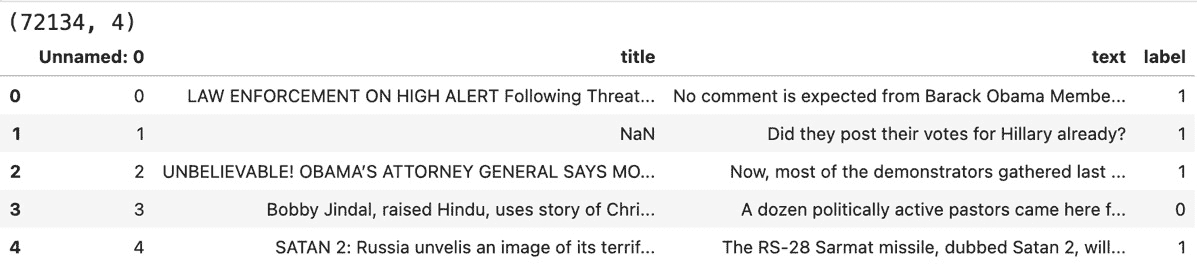 (72134, 4)
Unnamed: 0 title text label
0 0 LAW ENFORCEMENT ON HIGH ALERT Following Threat... No comment is expected from Barack Obama Membe... 1
1 1 NaN Did they post their votes for Hillary already? 1
2 2 UNBELIEVABLE! OBAMA’S ATTORNEY GENERAL SAYS MO... Now, most of the demonstrators gathered last ... 1
3 3 Bobby Jindal, raised Hindu, uses story of Chri... A dozen politically active pastors came here f... 0
4 4 SATAN 2: Russia unvelis an image of its terrif... The RS-28 Sarmat missile, dubbed Satan 2, will... 1